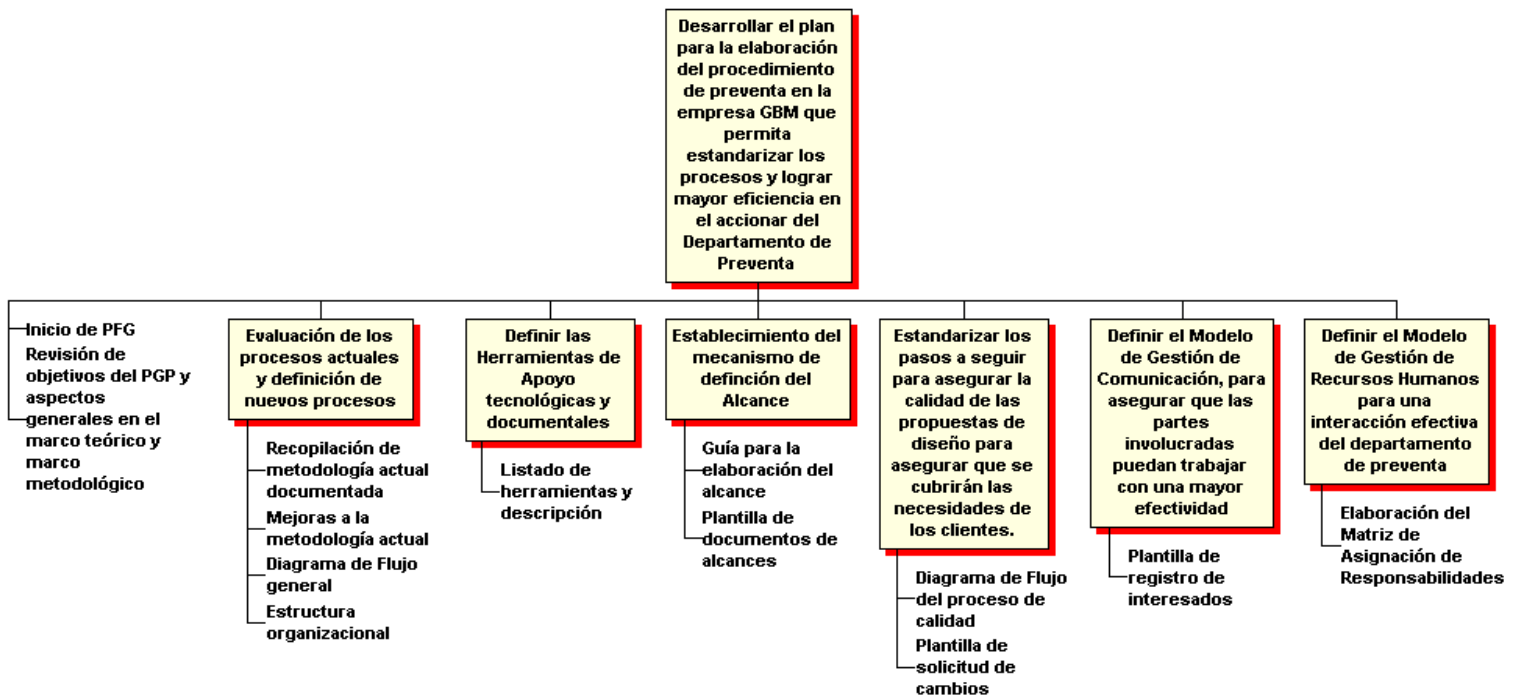 Desarrollar el plan
para la elaboración
del procedimiento
de preventa en la
empresa GBM que
permita
estandarizar los
procesos y lograr
mayor eficiencia en
el accionar del
Departamento de
Preventa
Inicio de PFG
Revisión de
objetivos del PGP y
aspectos
generales en el
marco teórico y
marco
metodológico
Evaluación de los
procesos actuales
y definición de
nuevos procesos
Recopilación de
metodología actual
documentada
Mejoras a la
metodología actual
Diagrama de Flujo
general
Estructura
organizacional
Definir las
Herramientas de
Apoyo
tecnológicas y
documentales
Listado de
herramientas y
descripción
Establecimiento del
mecanismo de
definción del
Alcance
Guía para la
elaboración del
alcance
Plantilla de
documentos de
alcances
Estandarizar los
pasos a seguir
para asegurar la
calidad de las
propuestas de
diseño para
asegurar que se
cubrirán las
necesidades de
los clientes.
Diagrama de Flujo
del proceso de
calidad
Plantilla de
solicitud de
cambios
Definir el Modelo
de Gestión de
Comunicación, para
asegurar que las
partes
involucradas
puedan trabajar
con una mayor
efectividad
Plantilla de
registro de
interesados
Definir el Modelo
de Gestión de
Recursos Humanos
para una
interacción efectiva
del departamento
de preventa
Elaboración del
Matriz de
Asignación de
Responsabilidades